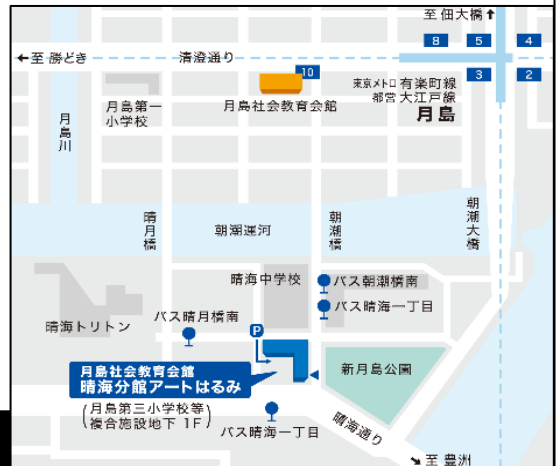 至 佃大橋↑
8
5
4
←至 勝どき
清澄通り
10
3
2
東京メトロ 有楽町線
都営 大江戸線
月島
月島第一
小学校
月島社会教育会館
月島川
晴月橋
朝潮運河
朝潮橋
朝潮大橋
晴海中学校
バス朝潮橋南
バス晴海一丁目
晴海トリトン
バス晴月橋南
P
月島社会教育会館
晴海分館アートはるみ
(月島第三小学校等
複合施設地下 1F)
新月島公園
バス晴海一丁目
晴海通り
↘至 豊洲